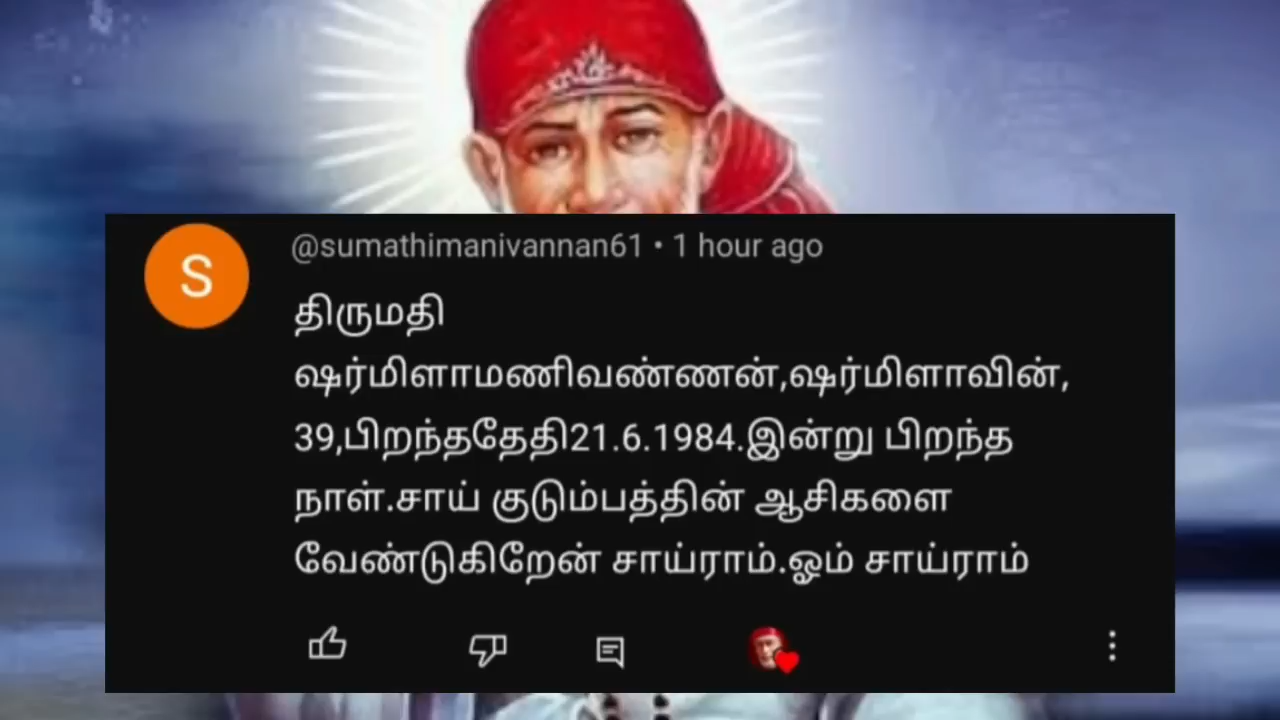 S
@sumathimanivannan61 • 1 hour ago
திருமதி
ஷர்மிளாமணிவண்ணன்,ஷர்மிளாவின்,
39,பிறந்ததேதி21.6.1984.இன்று பிறந்த
நாள்.சாய் குடும்பத்தின் ஆசிகளை
வேண்டுகிறேன் சாய்ராம்.ஓம் சாய்ராம்